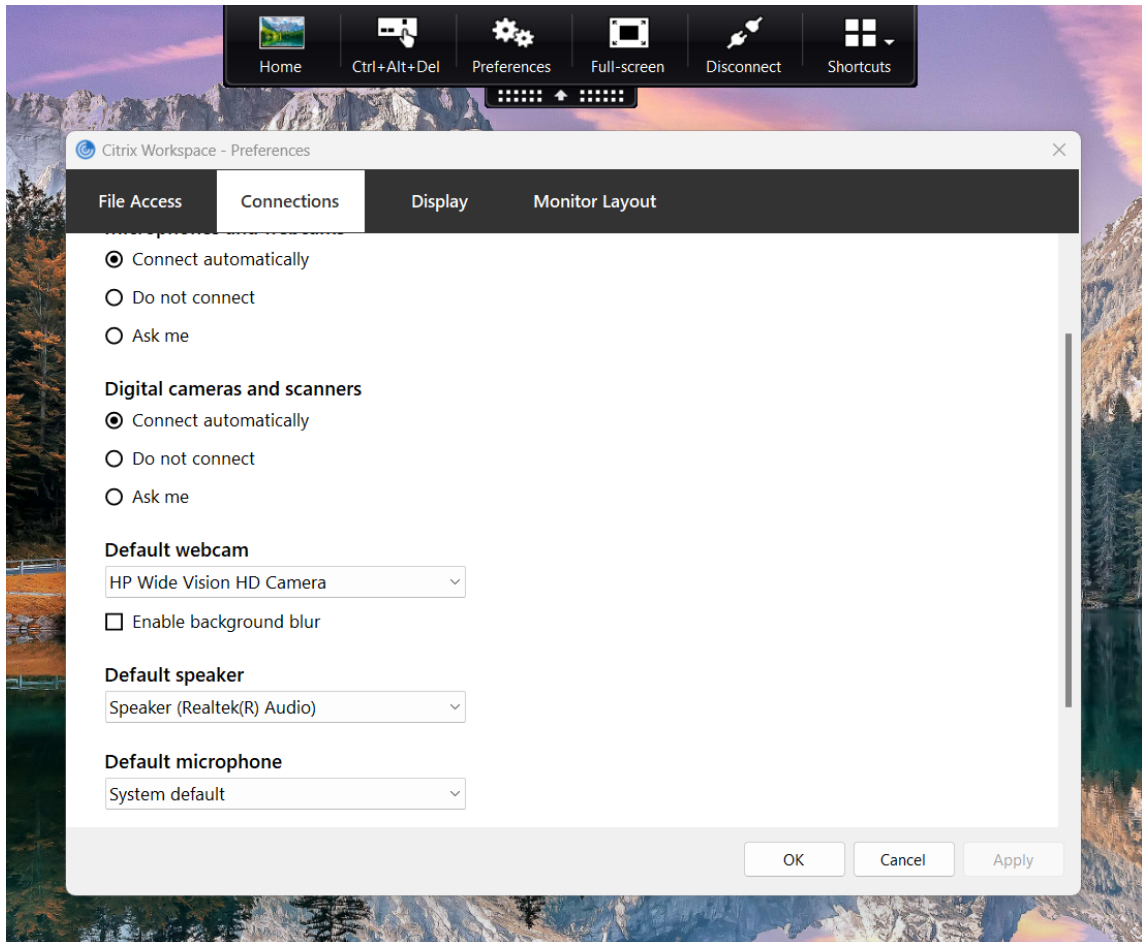 Home Ctrl+Alt+Del Preferences Full-screen Disconnect Shortcuts
Citrix Workspace - Preferences
File Access Connections Display Monitor Layout
Microphones and webcams
Connect automatically
Do not connect
Ask me
Digital cameras and scanners
Connect automatically
Do not connect
Ask me
Default webcam
HP Wide Vision HD Camera
Enable background blur
Default speaker
Speaker (Realtek(R) Audio)
Default microphone
System default
OK Cancel Apply